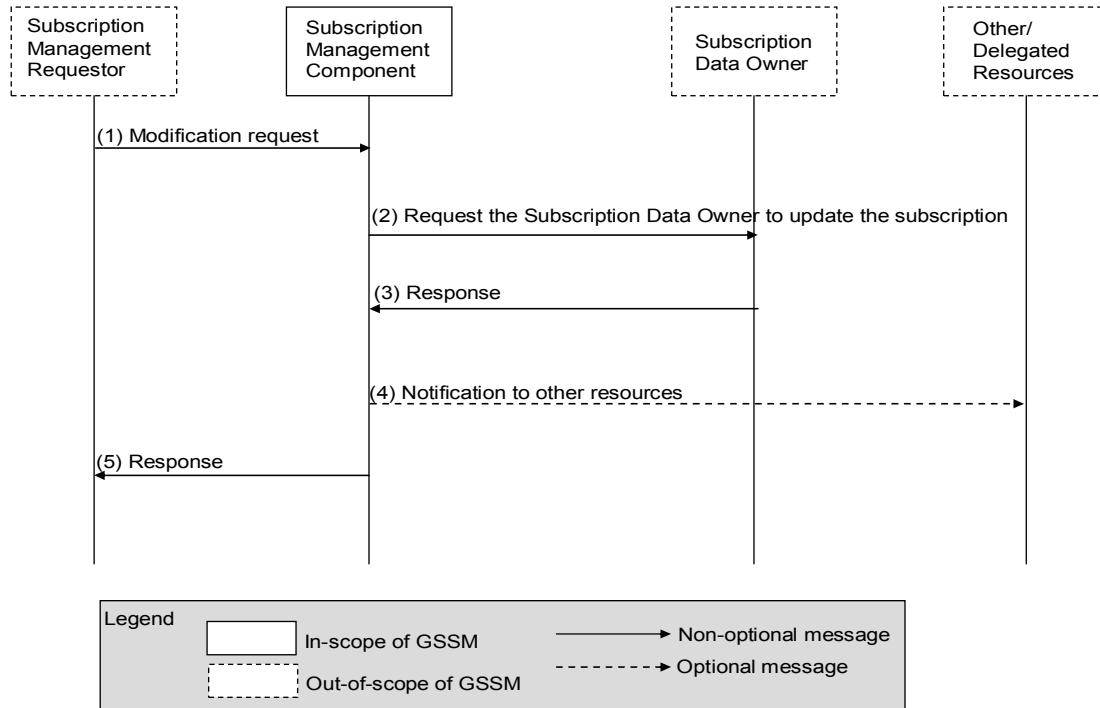 Subscription
Management
Requestor
Subscription
Management
Component
Subscription
Data Owner
Other/
Delegated
Resources
(1) Modification request
(2) Request the Subscription Data Owner to update the subscription
(3) Response
(4) Notification to other resources
(5) Response
Legend
In-scope of GSSM
Non-optional message
Out-of-scope of GSSM
Optional message